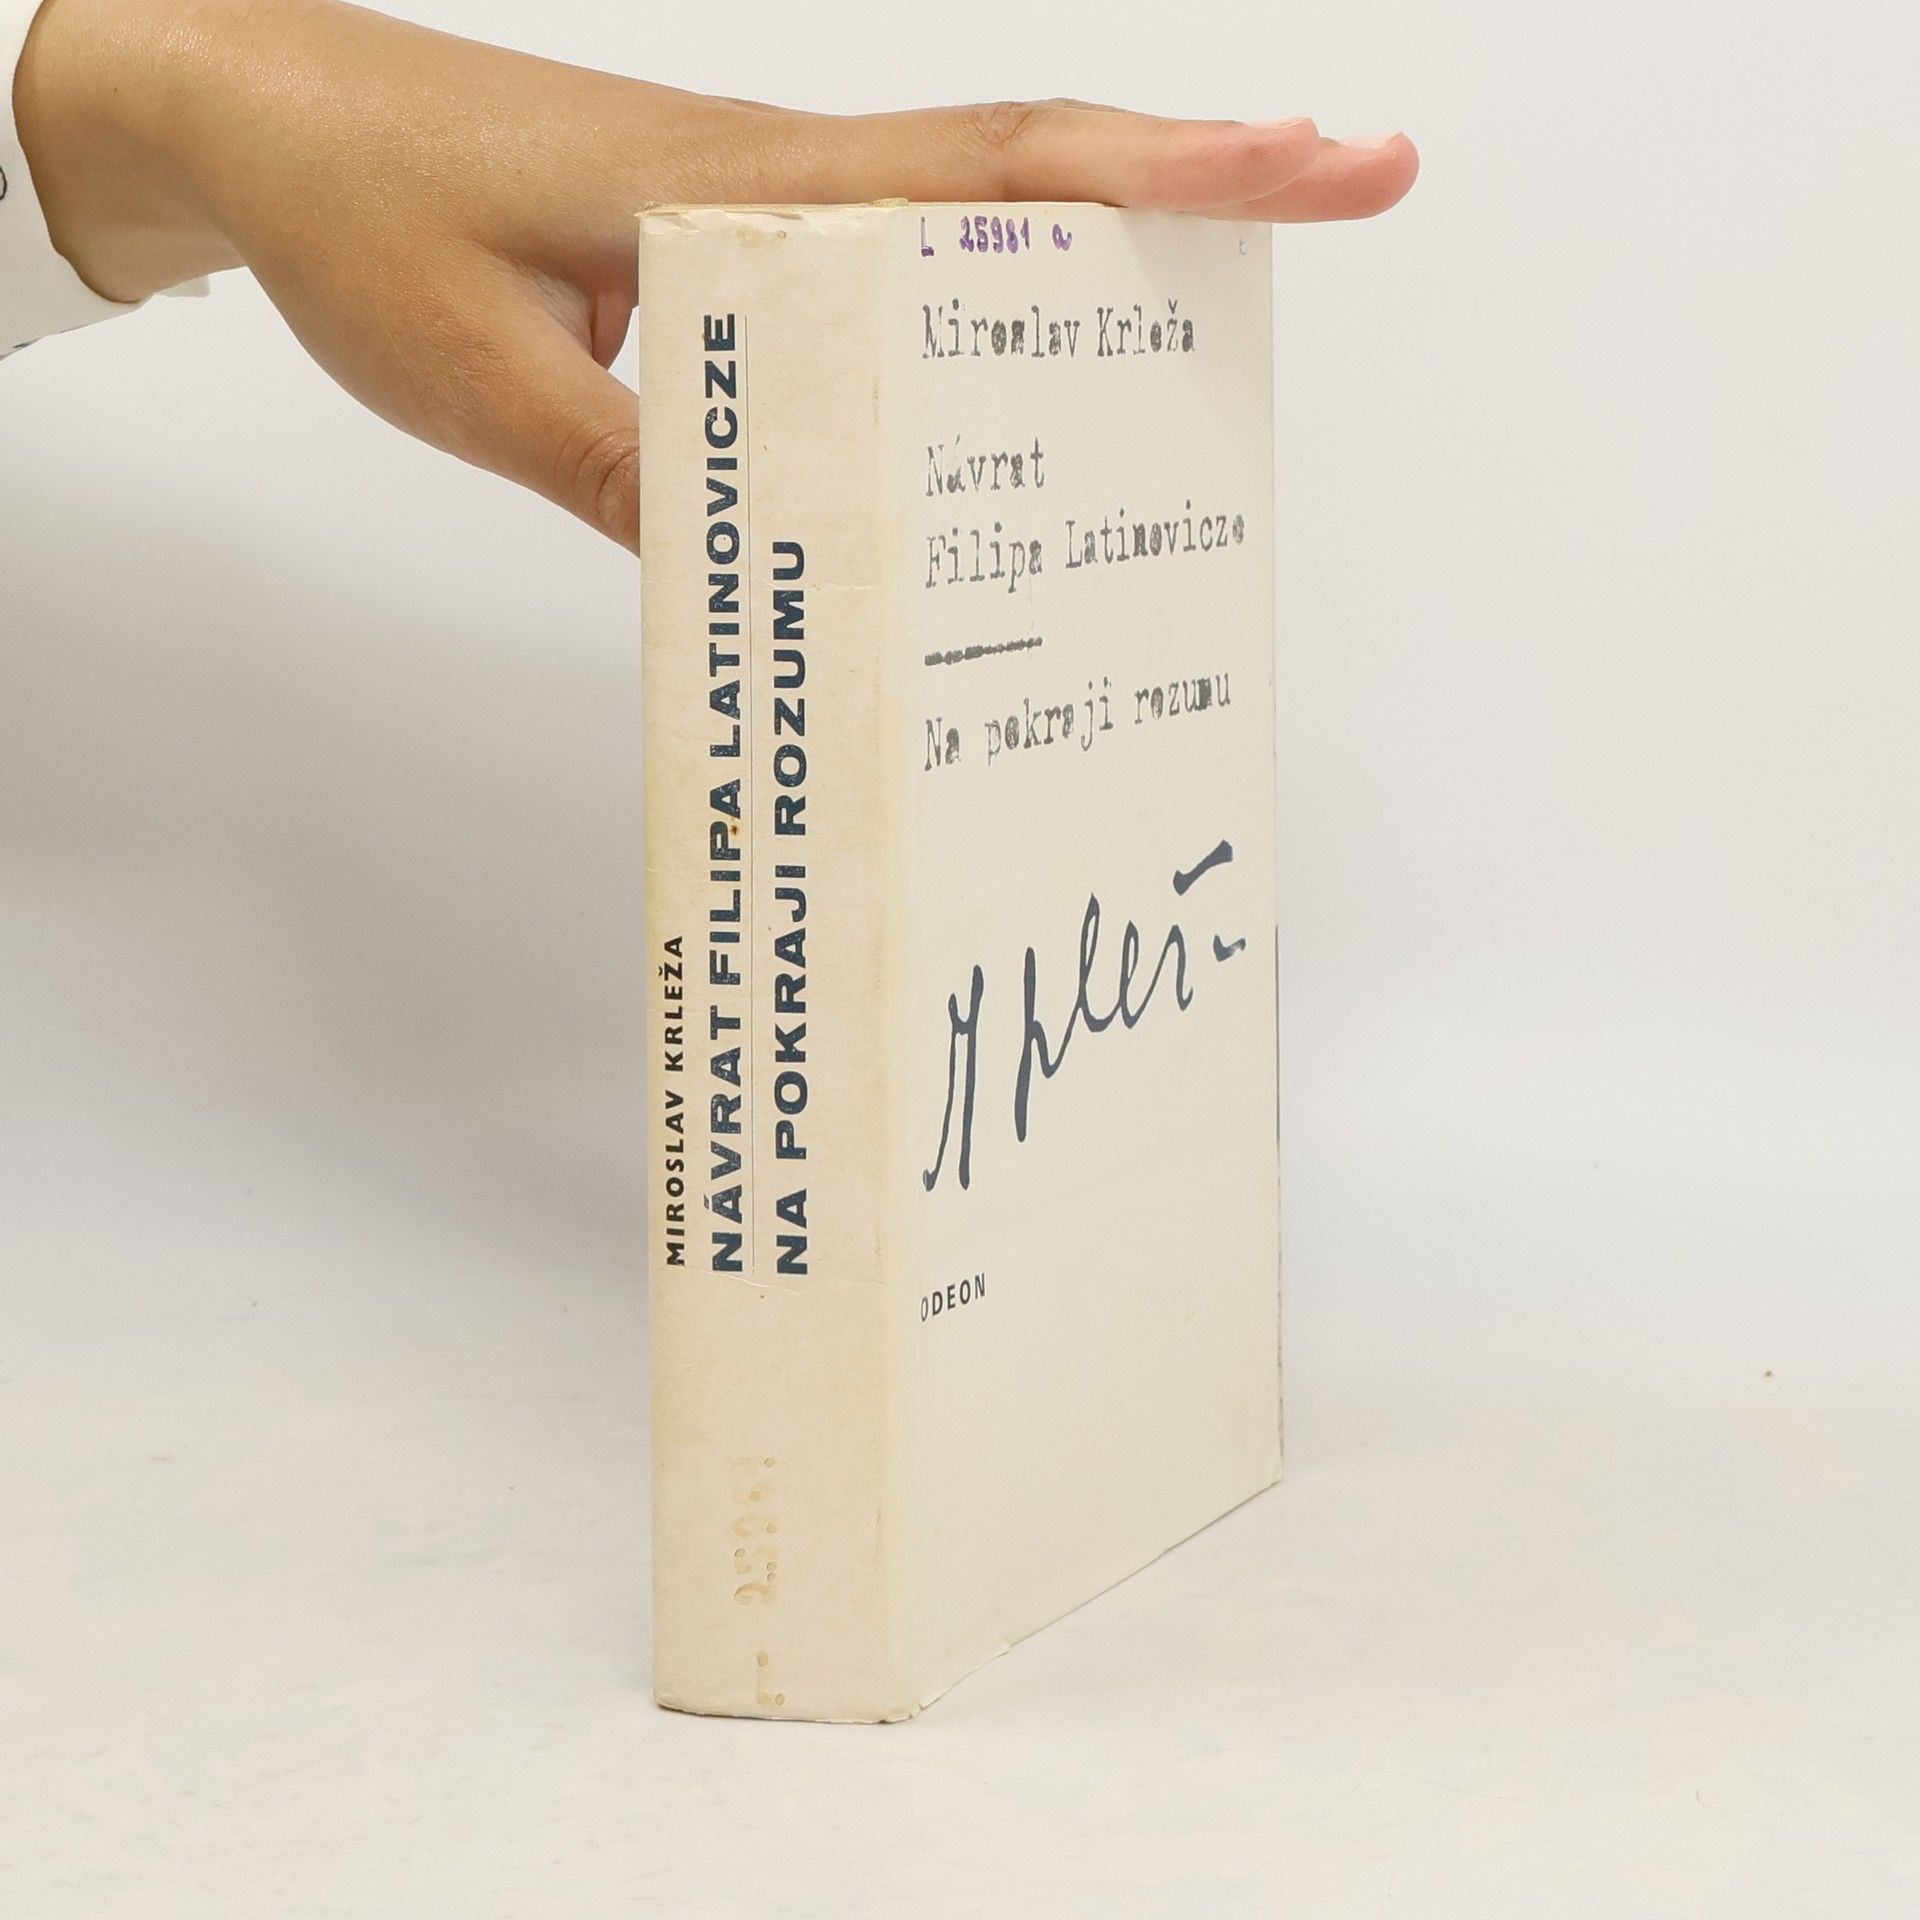 MIROSLAV KRLEŽA
NÁVRAT FILIPA LATINOVICZE
NA POKRAJI ROZUMU
L 25981 a
Miroslav Krleža
Návrat
Filipa Latinovicze
Na pokraji rozumu
ODEON